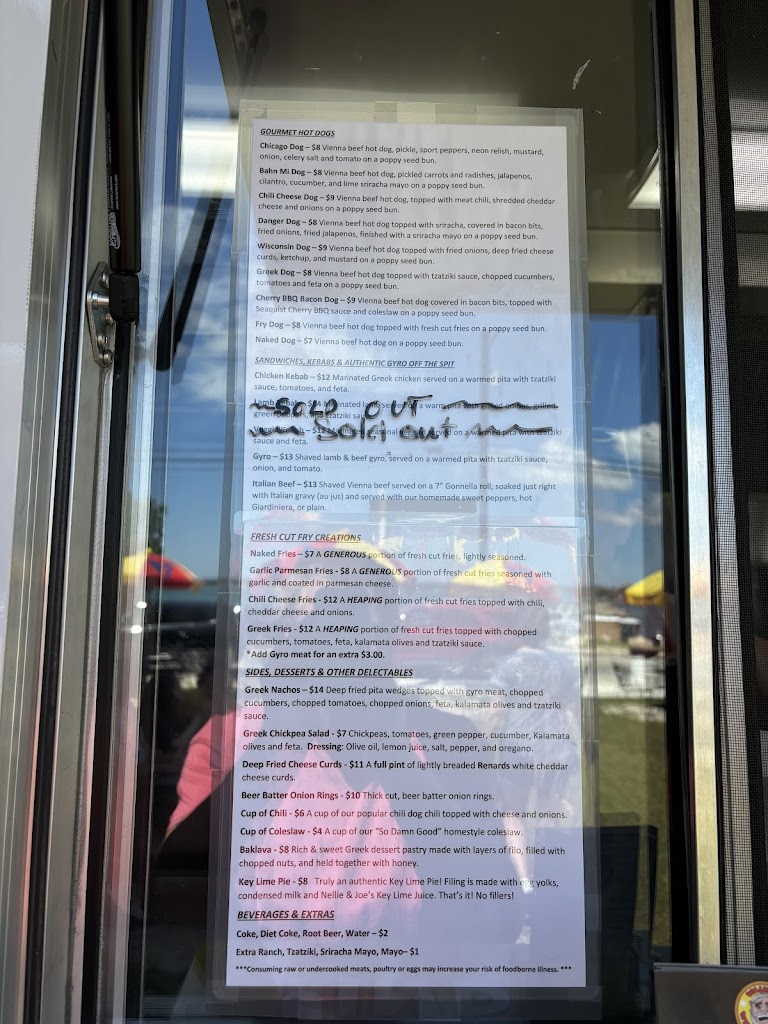 GOURMET HOT DOGS
Chicago Dog – $8 Vienna beef hot dog, pickle, sport peppers, neon relish, mustard,
onion, celery salt and tomato on a poppy seed bun.
Bahn Mi Dog – $8 Vienna beef hot dog, pickled carrots and radishes, jalapenos,
cilantro, cucumber, and lime sriracha mayo on a poppy seed bun.
Chili Cheese Dog – $9 Vienna beef hot dog, topped with meat chili, shredded cheddar
cheese and onions on a poppy seed bun.
Danger Dog – $8 Vienna beef hot dog topped with sriracha, covered in bacon bits,
fried onions, fried jalapenos, finished with a sriracha mayo on a poppy seed bun.
Wisconsin Dog – $9 Vienna beef hot dog topped with fried onions, deep fried cheese
curds, ketchup, and mustard on a poppy seed bun.
Greek Dog – $8 Vienna beef hot dog topped with tzatziki sauce, chopped cucumbers,
tomatoes and feta on a poppy seed bun.
Cherry BBQ Bacon Dog – $9 Vienna beef hot dog covered in bacon bits, topped with
Seaquist Cherry BBQ sauce and coleslaw on a poppy seed bun.
Fry Dog – $8 Vienna beef hot dog topped with fresh cut fries on a poppy seed bun.
Naked Dog – $7 Vienna beef hot dog on a poppy seed bun.
SANDWICHES, KEBABS & AUTHENTIC GYRO OFF THE SPIT
Chicken Kebab – $12 Marinated Greek chicken served on a warmed pita with tzatziki
sauce, tomatoes, and feta.
SOLD OUT
Sold out
served on a warmed pita with tzatziki
sauce and feta.
Gyro – $13 Shaved lamb & beef gyro, served on a warmed pita with tzatziki sauce,
onion, and tomato.
Italian Beef – $13 Shaved Vienna beef served on a 7" Gonnella roll, soaked just right
with Italian gravy (au jus) and served with our homemade sweet peppers, hot
Giardiniera, or plain.
FRESH CUT FRY CREATIONS
Naked Fries – $7 A GENEROUS portion of fresh cut fries, lightly seasoned.
Garlic Parmesan Fries - $8 A GENEROUS portion of fresh cut fries seasoned with
garlic and coated in parmesan cheese.
Chili Cheese Fries - $12 A HEAPING portion of fresh cut fries topped with chili,
cheddar cheese and onions.
Greek Fries - $12 A HEAPING portion of fresh cut fries topped with chopped
cucumbers, tomatoes, feta, kalamata olives and tzatziki sauce.
*Add Gyro meat for an extra $3.00.
SIDES, DESSERTS & OTHER DELECTABLES
Greek Nachos – $14 Deep fried pita wedges topped with gyro meat, chopped
cucumbers, chopped tomatoes, chopped onions, feta, kalamata olives and tzatziki
sauce.
Greek Chickpea Salad - $7 Chickpeas, tomatoes, green pepper, cucumber, Kalamata
olives and feta. Dressing: Olive oil, lemon juice, salt, pepper, and oregano.
Deep Fried Cheese Curds - $11 A full pint of lightly breaded Renards white cheddar
cheese curds.
Beer Batter Onion Rings - $10 Thick cut, beer batter onion rings.
Cup of Chili - $6 A cup of our popular chili dog chili topped with cheese and onions.
Cup of Coleslaw - $4 A cup of our "So Damn Good" homestyle coleslaw.
Baklava - $8 Rich & sweet Greek dessert pastry made with layers of filo, filled with
chopped nuts, and held together with honey.
Key Lime Pie - $8 Truly an authentic Key Lime Pie! Filing is made with egg yolks,
condensed milk and Nellie & Joe's Key Lime Juice. That's it! No fillers!
BEVERAGES & EXTRAS
Coke, Diet Coke, Root Beer, Water – $2
Extra Ranch, Tzatziki, Sriracha Mayo, Mayo– $1
***Consuming raw or undercooked meats, poultry or eggs may increase your risk of foodborne illness. ***